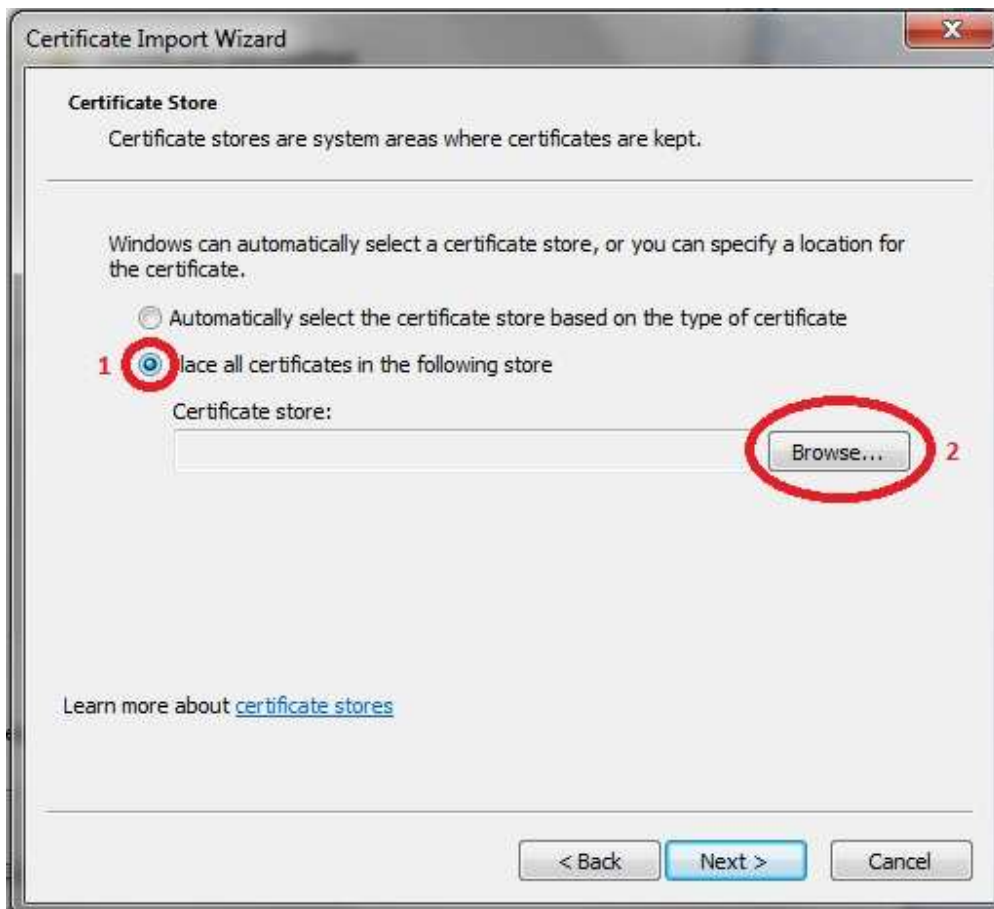 Certificate Import Wizard
Certificate Store
Certificate stores are system areas where certificates are kept.
Windows can automatically select a certificate store, or you can specify a location for
the certificate.
Automatically select the certificate store based on the type of certificate
1 lace all certificates in the following store
Certificate store:
Browse... 2
Learn more about certificate stores
< Back Next > Cancel